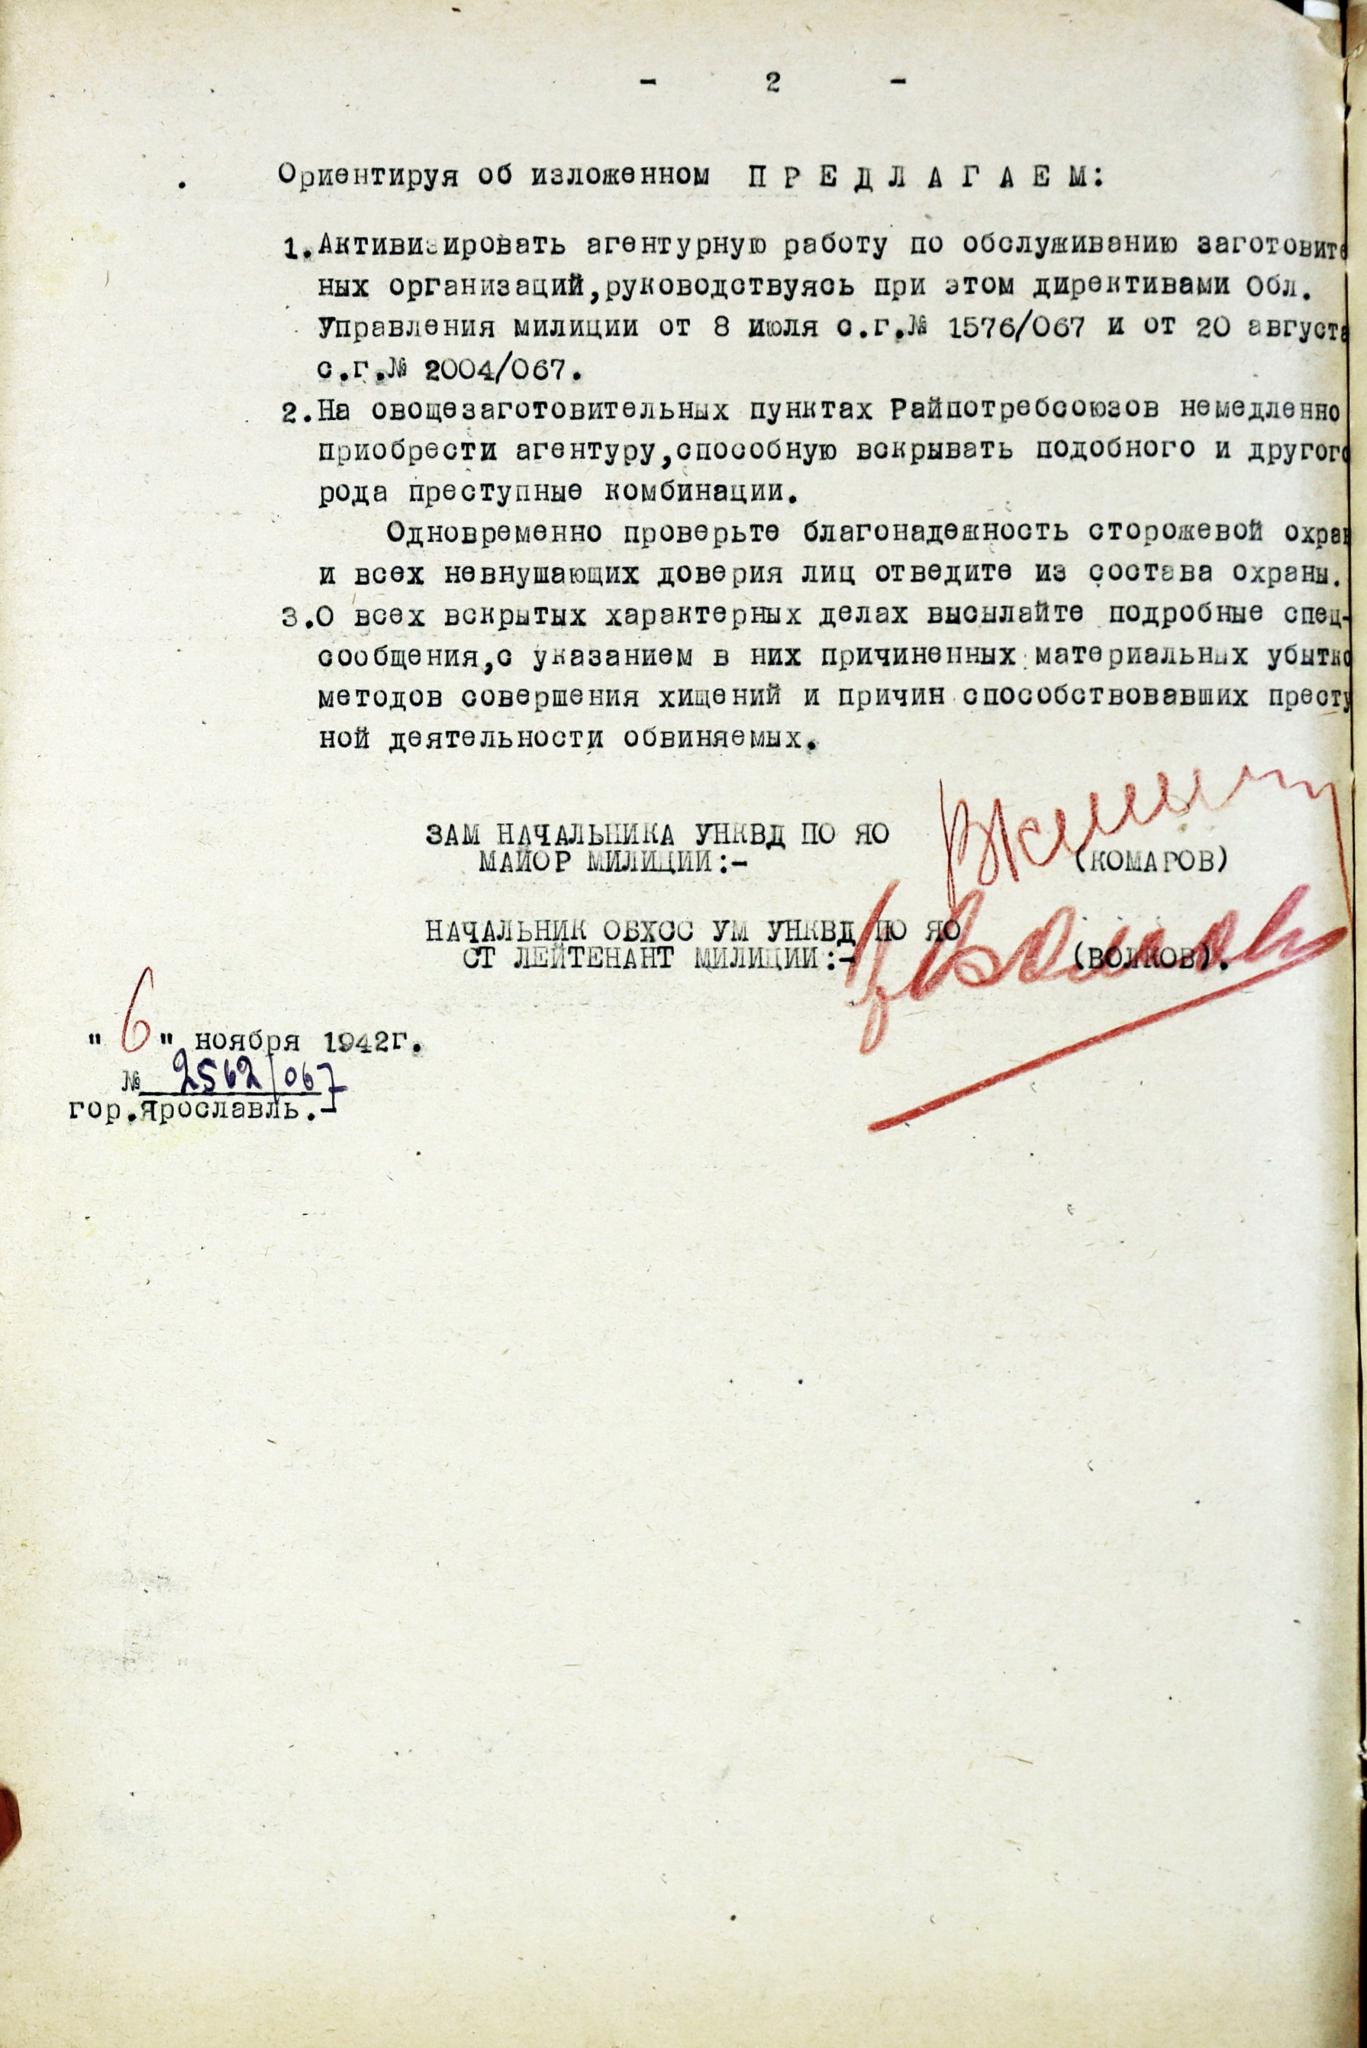 - 2 -
Ориентируя об изложенном П Р Е Д Л А Г А Е М:
1.Активизировать агентурную работу по обслуживанию заготовите
ных организаций,руководствуясь при этом директивами Обл.
Управления милиции от 8 июля с.г.№ 1576/067 и от 20 августа
с.г.№ 2004/067.
2.На овощезаготовительных пунктах Райпотребсоюзов немедленно
приобрести агентуру,способную вскрывать подобного и другого
рода преступные комбинации.
Одновременно проверьте благонадежность сторожевой охран
и всех невнушающих доверия лиц отведите из состава охраны.
3.О всех вскрытых характерных делах высылайте подробные спец-
сообщения,с указанием в них причиненных материальных убытко
методов совершения хищений и причин способствовавших престу
ной деятельности обвиняемых.
ЗАМ НАЧАЛЬНИКА УНКВД ПО ЯО
МАЙОР МИЛИЦИИ:- (КОМАРОВ)
НАЧАЛЬНИК ОБХСС УМ УНКВД ПО ЯО
СТ ЛЕЙТЕНАНТ МИЛИЦИИ:- (ВОЛКОВ).
"6" ноября 1942г.
№ 2562/067
гор.Ярославль.-